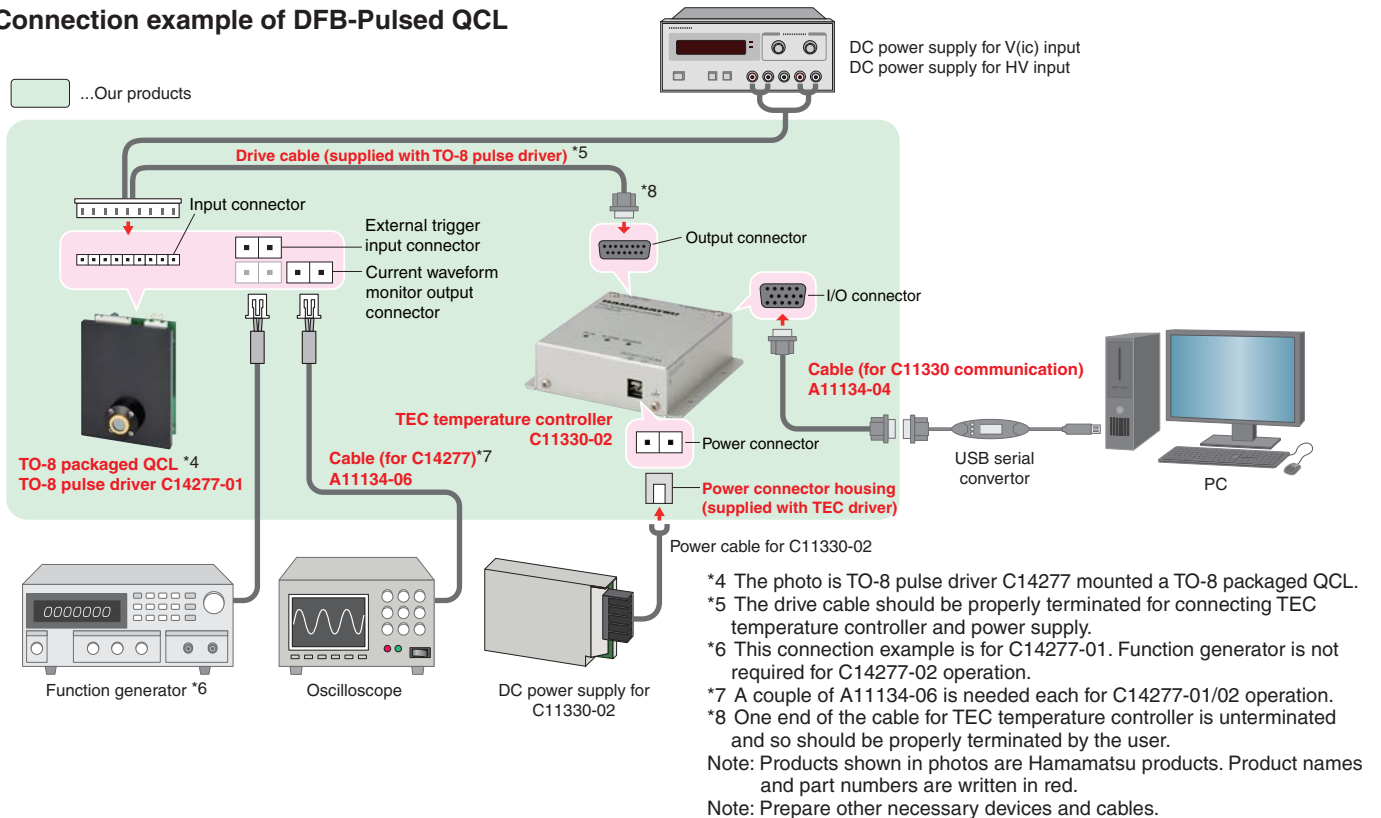 Connection example of DFB-Pulsed QCL
DC power supply for V(ic) input
DC power supply for HV input
...Our products
Drive cable (supplied with TO-8 pulse driver) *5
*8
Input connector
External trigger
input connector
Output connector
Current waveform
monitor output
connector
I/O connector
HAMAMATSU
Cable (for C11330 communication)
A11134-04
TEC temperature controller
C11330-02
Power connector
TO-8 packaged QCL *4
TO-8 pulse driver C14277-01
Cable (for C14277)*7
A11134-06
USB serial
convertor
PC
Power connector housing
(supplied with TEC driver)
Power cable for C11330-02
0000000
Function generator *6
Oscilloscope
DC power supply for
C11330-02
*4 The photo is TO-8 pulse driver C14277 mounted a TO-8 packaged QCL.
*5 The drive cable should be properly terminated for connecting TEC
temperature controller and power supply.
*6 This connection example is for C14277-01. Function generator is not
required for C14277-02 operation.
*7 A couple of A11134-06 is needed each for C14277-01/02 operation.
*8 One end of the cable for TEC temperature controller is unterminated
and so should be properly terminated by the user.
Note: Products shown in photos are Hamamatsu products. Product names
and part numbers are written in red.
Note: Prepare other necessary devices and cables.